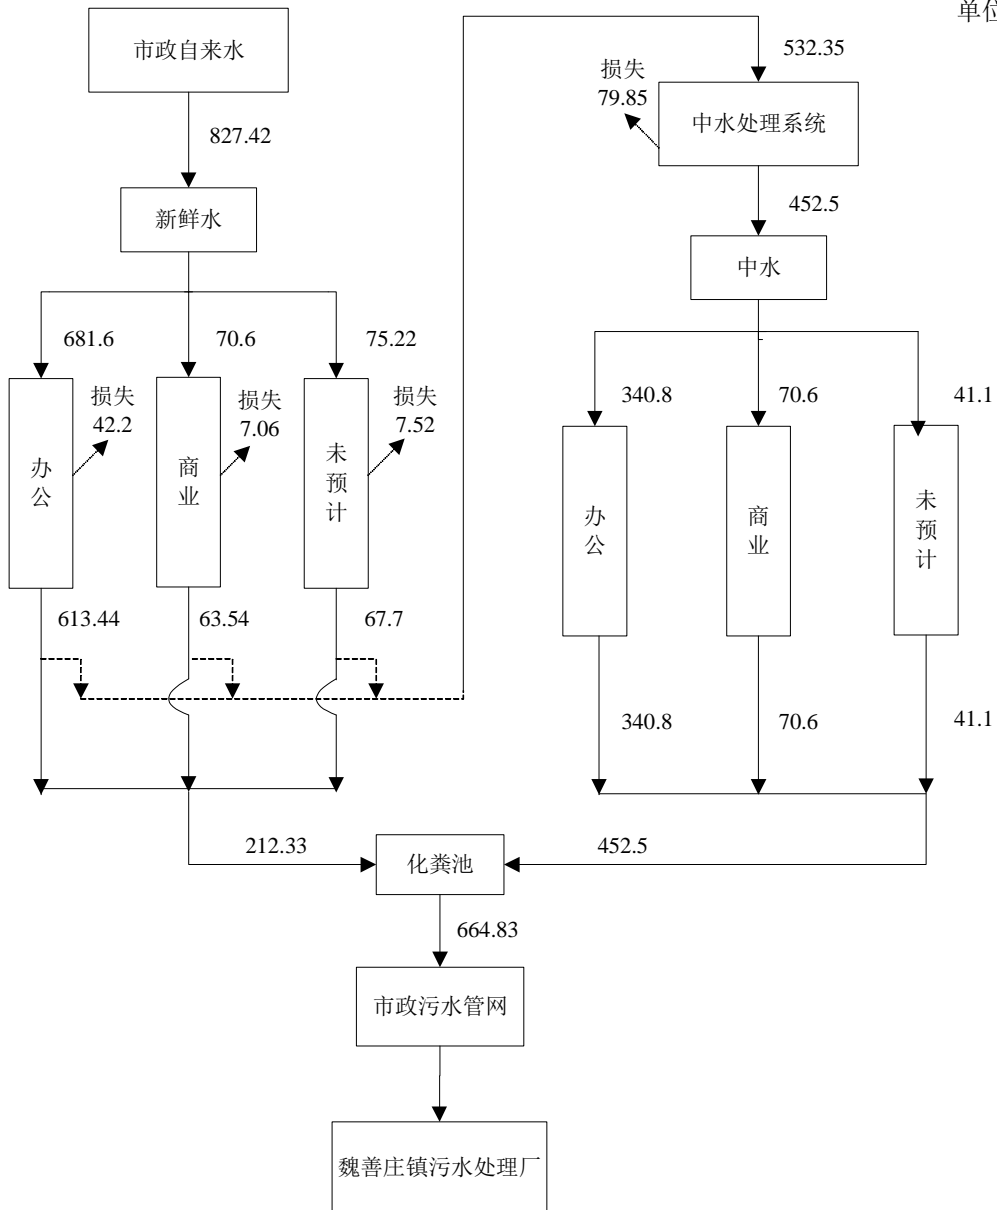 单位
市政自来水
827.42
新鲜水
681.6
70.6
75.22
办公
损失
42.2
商业
损失
7.06
未预计
损失
7.52
613.44
63.54
67.7
532.35
损失
79.85
中水处理系统
452.5
中水
340.8
70.6
41.1
办公
商业
未预计
340.8
70.6
41.1
212.33
化粪池
452.5
664.83
市政污水管网
魏善庄镇污水处理厂